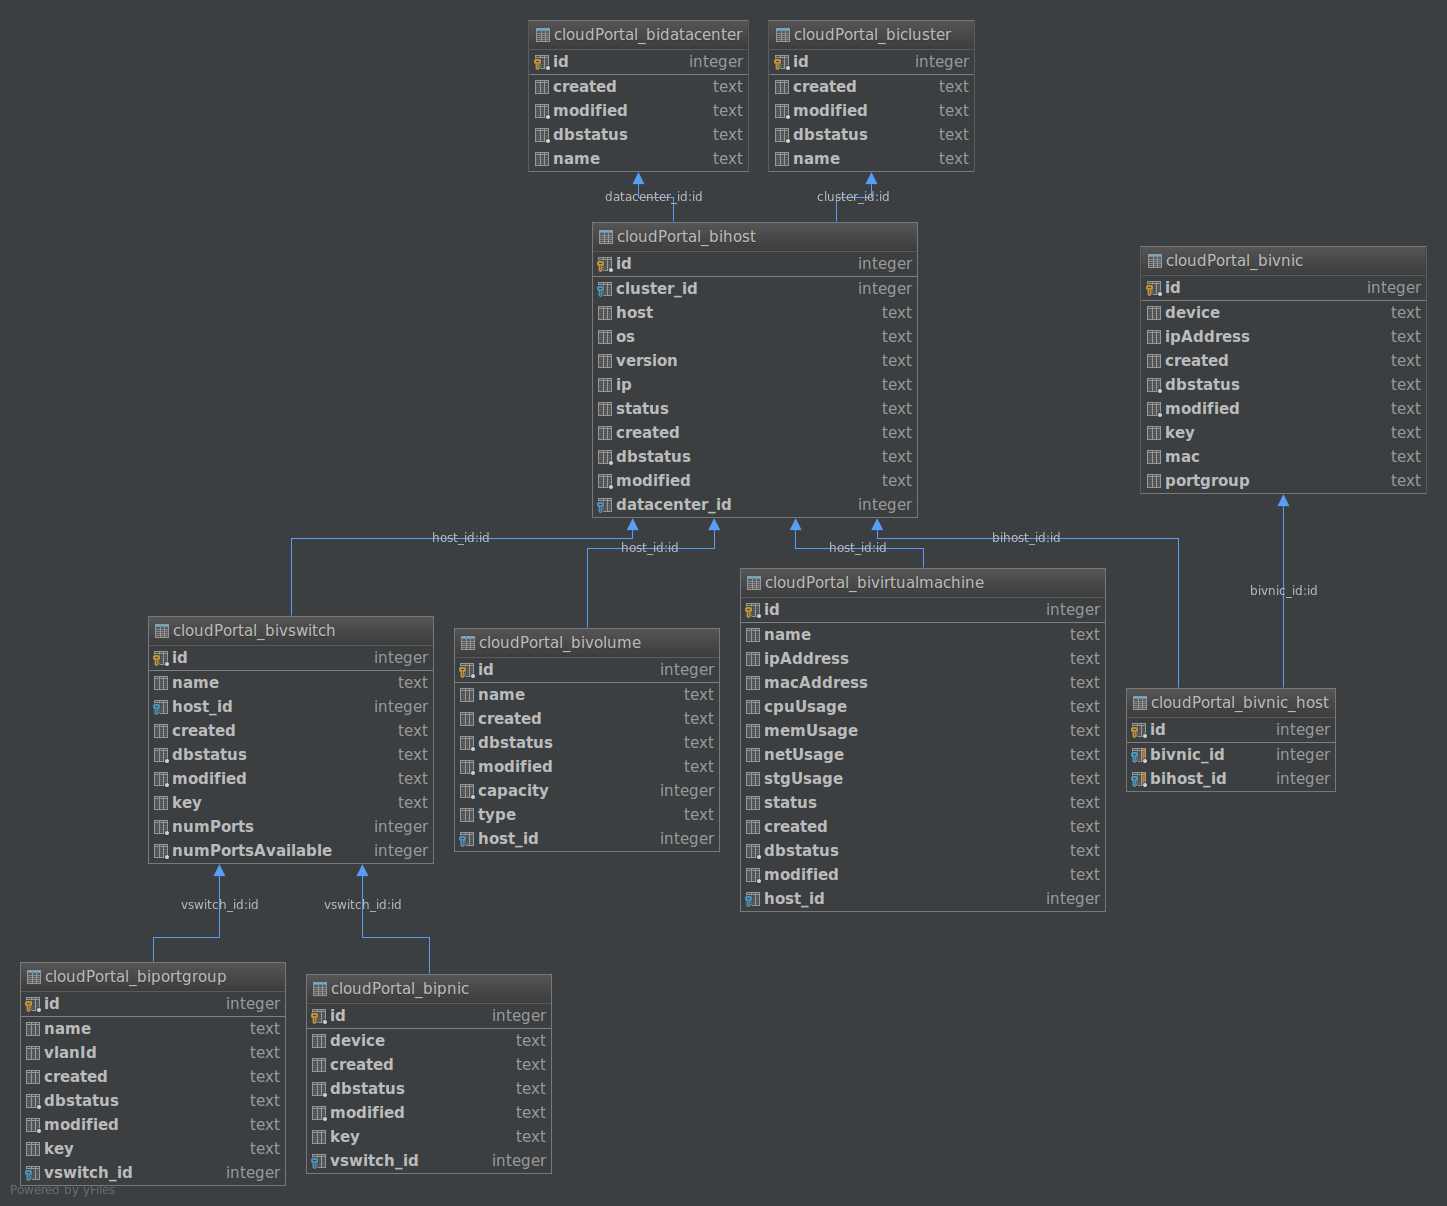 cloudPortal_bidatacenter
id integer
created text
modified text
dbstatus text
name text
cloudPortal_bicluster
id integer
created text
modified text
dbstatus text
name text
datacenter_id:id
cluster_id:id
cloudPortal_bihost
id integer
cluster_id integer
host text
os text
version text
ip text
status text
created text
dbstatus text
modified text
datacenter_id integer
cloudPortal_bivnic
id integer
device text
ipAddress text
created text
dbstatus text
modified text
key text
mac text
portgroup text
host_id:id
host_id:id
host_id:id
bihost_id:id
bivnic_id:id
cloudPortal_bivswitch
id integer
name text
host_id integer
created text
dbstatus text
modified text
key text
numPorts integer
numPortsAvailable integer
cloudPortal_bivolume
id integer
name text
created text
dbstatus text
modified text
capacity integer
type text
host_id integer
cloudPortal_bivirtualmachine
id integer
name text
ipAddress text
macAddress text
cpuUsage text
memUsage text
netUsage text
stgUsage text
status text
created text
dbstatus text
modified text
host_id integer
cloudPortal_bivnic_host
id integer
bivnic_id integer
bihost_id integer
vswitch_id:id
vswitch_id:id
cloudPortal_biportgroup
id integer
name text
vlanId text
created text
dbstatus text
modified text
key text
vswitch_id integer
cloudPortal_bipnic
id integer
device text
created text
dbstatus text
modified text
key text
vswitch_id integer
Powered by yFiles